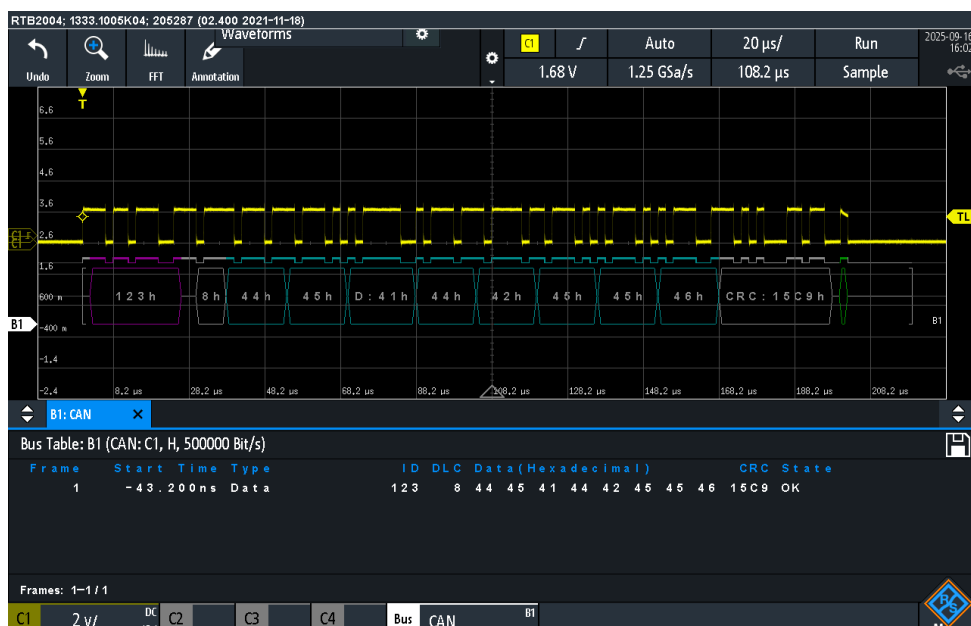 RTB2004; 1333.1005K04; 205287 (02.400 2021-11-18)
Undo Zoom FFT Annotation
Waveforms
C1 Auto 20 µs/ Run
1.68 V 1.25 GSa/s 108.2 µs Sample
2025-09-16
16:02
T
6.6
5.6
4.6
3.6
TL
2.6
1.6
600 m
123h 8h 44h 45h D:41h 44h 42h 45h 45h 46h CRC:15C9h
B1 B1
-400 m
-1.4
-2.4 8.2 µs 28.2 µs 48.2 µs 68.2 µs 88.2 µs 108.2 µs 128.2 µs 148.2 µs 168.2 µs 188.2 µs 208.2 µs
B1: CAN
Bus Table: B1 (CAN: C1, H, 500000 Bit/s)
Frame Start Time Type ID DLC Data(Hexadecimal) CRC State
1 -43.200ns Data 123 8 44 45 41 44 42 45 45 46 15C9 OK
Frames: 1-1 / 1
C1 2 V/ DC C2 C3 C4 Bus CAN B1
R&S